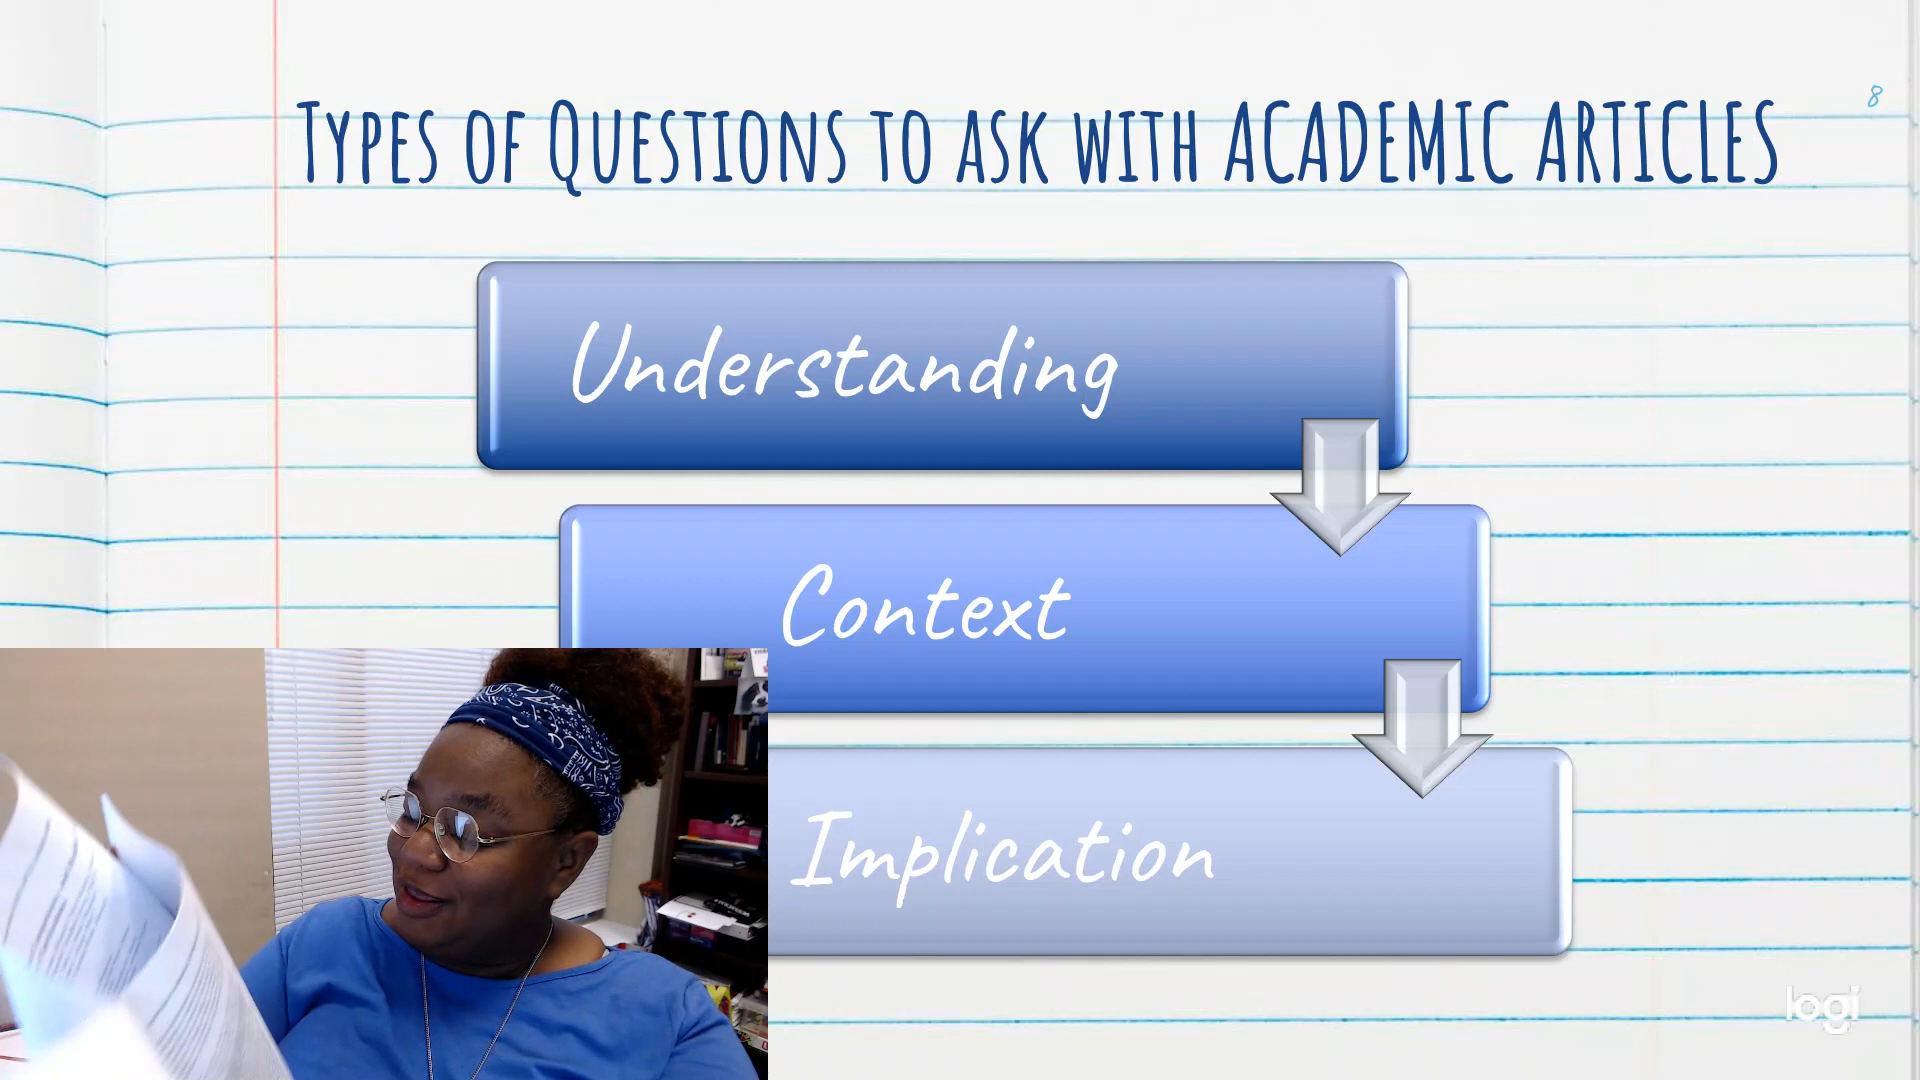 Types of Questions to ask with ACADEMIC ARTICLES
8
Understanding
Context
Implication
logi